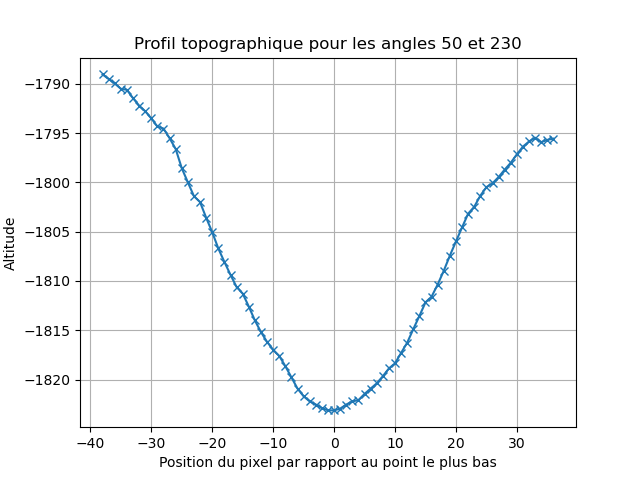 Profil topographique pour les angles 50 et 230
−1790
−1795
−1800
−1805
−1810
−1815
−1820
Altitude
−40 −30 −20 −10 0 10 20 30
Position du pixel par rapport au point le plus bas